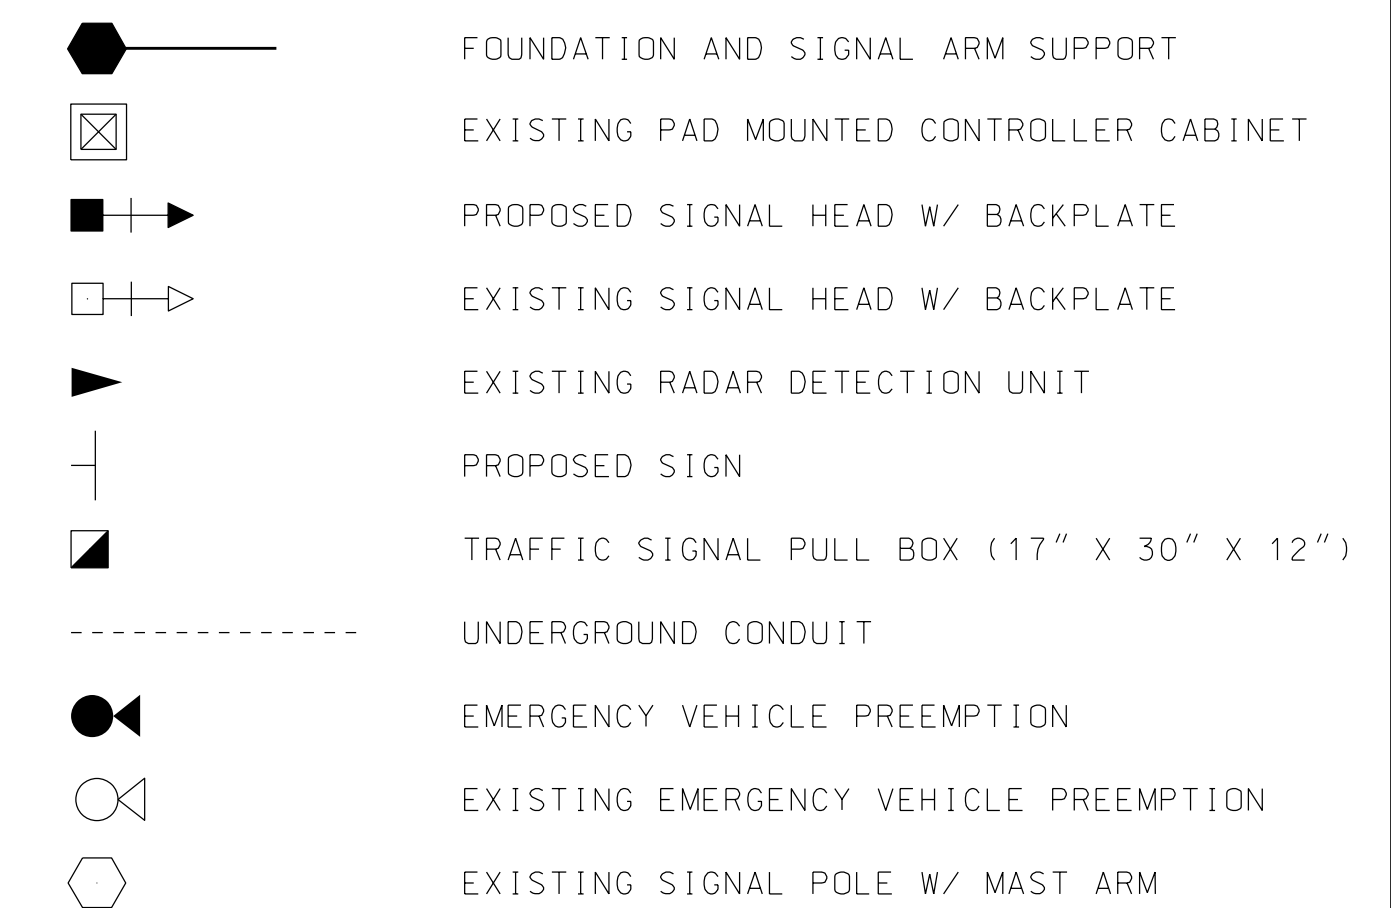 FOUNDATION AND SIGNAL ARM SUPPORT
EXISTING PAD MOUNTED CONTROLLER CABINET
PROPOSED SIGNAL HEAD W/ BACKPLATE
EXISTING SIGNAL HEAD W/ BACKPLATE
EXISTING RADAR DETECTION UNIT
PROPOSED SIGN
TRAFFIC SIGNAL PULL BOX (17" X 30" X 12")
UNDERGROUND CONDUIT
EMERGENCY VEHICLE PREEMPTION
EXISTING EMERGENCY VEHICLE PREEMPTION
EXISTING SIGNAL POLE W/ MAST ARM